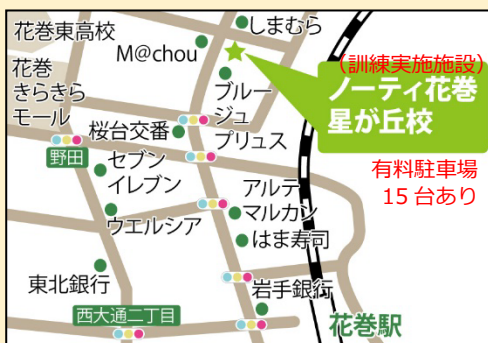 花巻東高校
しまむら
M@chou
花巻
きらきら
モール
ブルー
ジュ
プリュス
(訓練実施施設)
ノーティ花巻
星が丘校
桜台交番
野田
セブン
イレブン
有料駐車場
15台あり
アルテ
マルカン
ウエルシア
はま寿司
東北銀行
岩手銀行
西大通二丁目
花巻駅